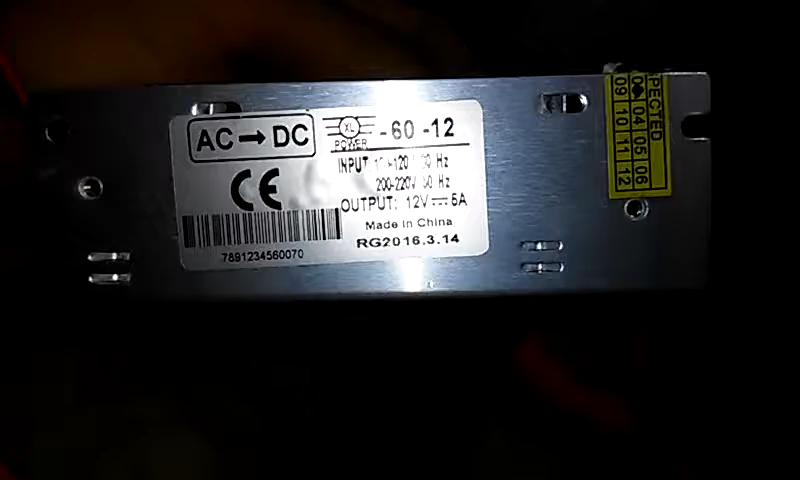 AC→DC
XL
POWER
-60-12
INPUT Hz
200-220V Hz
OUTPUT: 12V⎓5A
Made in China
RG2016.3.14
CE
7891234560070
04 05 06
09 10 11 12